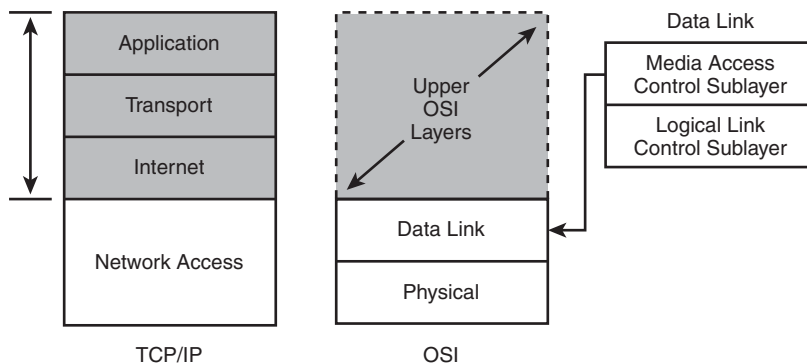 Application
Transport
Internet
Network Access
TCP/IP
Upper
OSI
Layers
Data Link
Physical
OSI
Data Link
Media Access
Control Sublayer
Logical Link
Control Sublayer